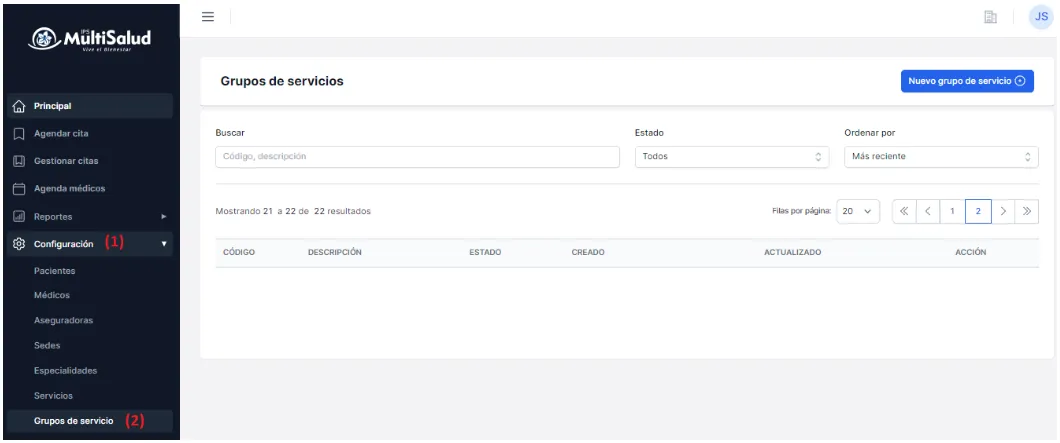 IPS
MultiSalud
Vive el Bienestar
JS
Principal
Agendar cita
Gestionar citas
Agenda médicos
Reportes
Configuración (1)
Pacientes
Médicos
Aseguradoras
Sedes
Especialidades
Servicios
Grupos de servicio (2)
Grupos de servicios
Nuevo grupo de servicio
Buscar Estado Ordenar por
Código, descripción Todos Más reciente
Mostrando 21 a 22 de 22 resultados Filas por página: 20 1 2
CÓDIGO DESCRIPCIÓN ESTADO CREADO ACTUALIZADO ACCIÓN